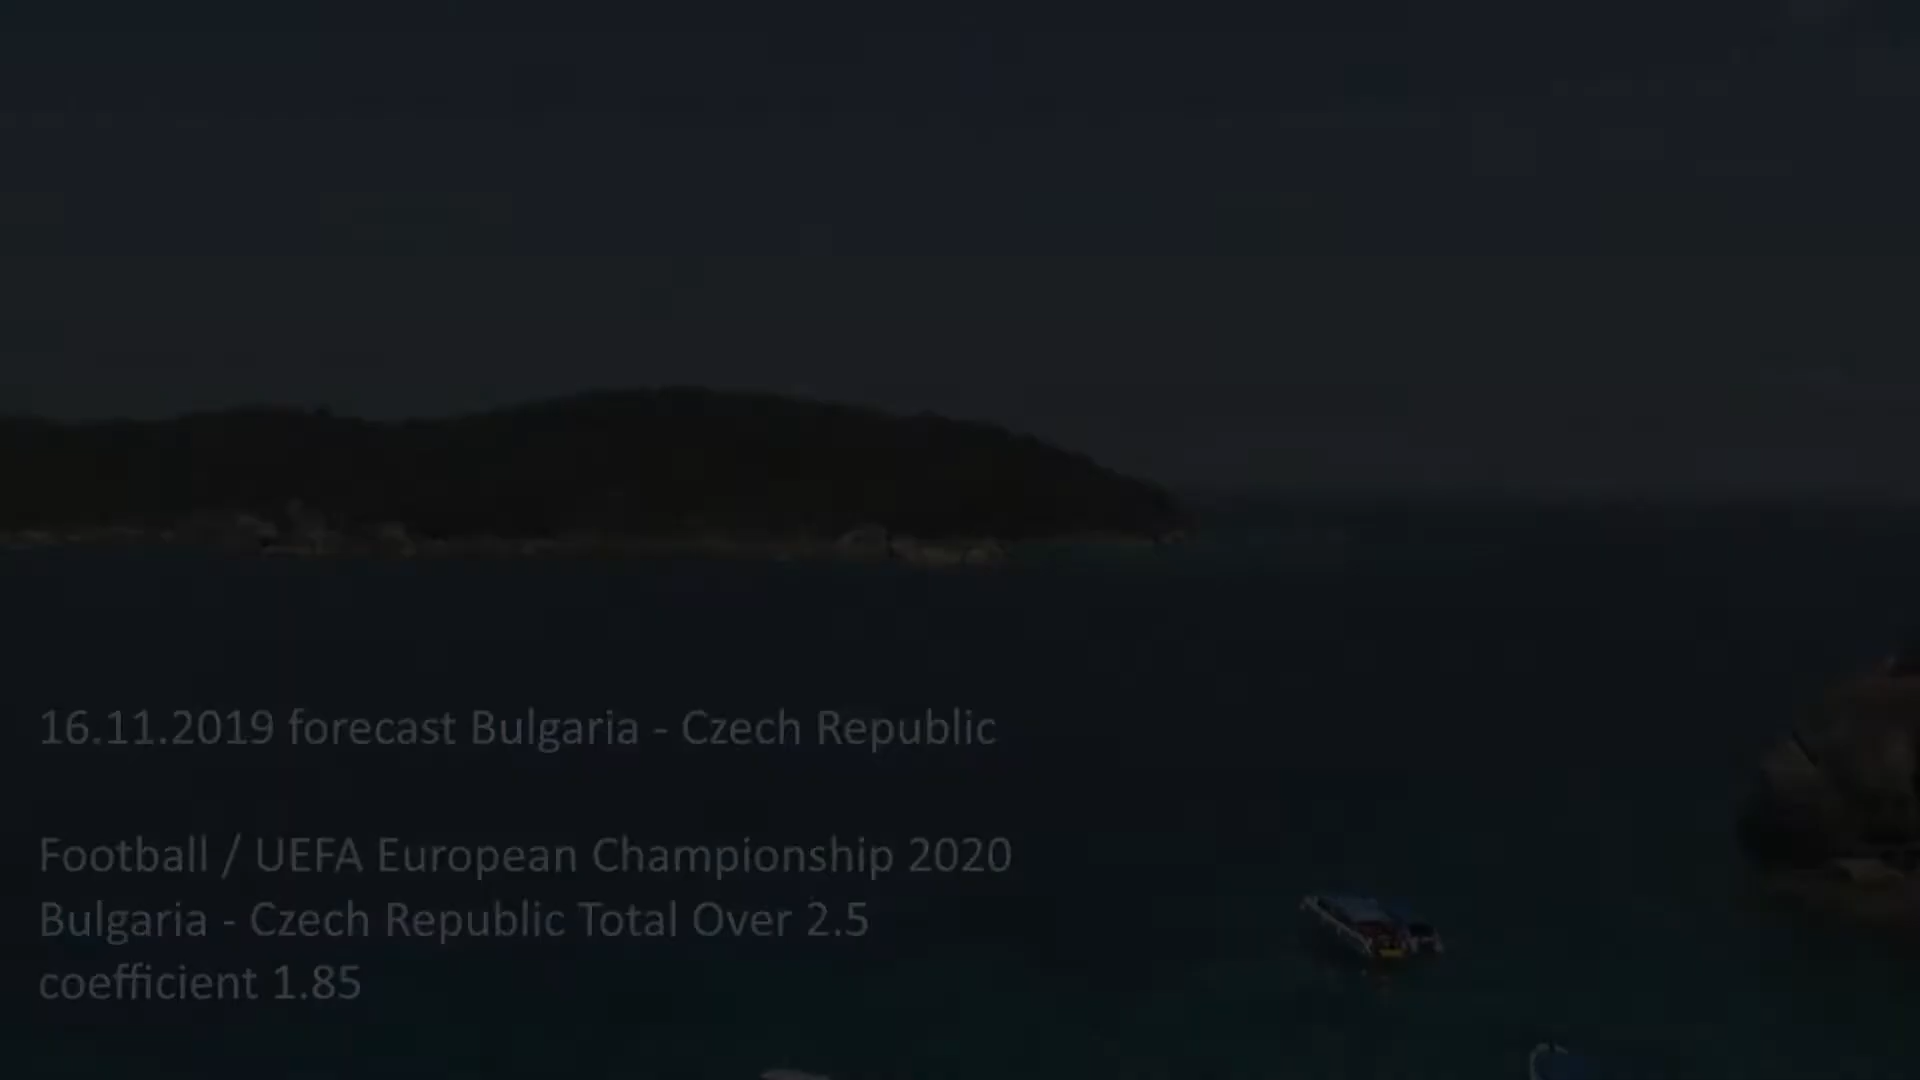 16.11.2019 forecast Bulgaria - Czech Republic
Football / UEFA European Championship 2020
Bulgaria - Czech Republic Total Over 2.5
coefficient 1.85